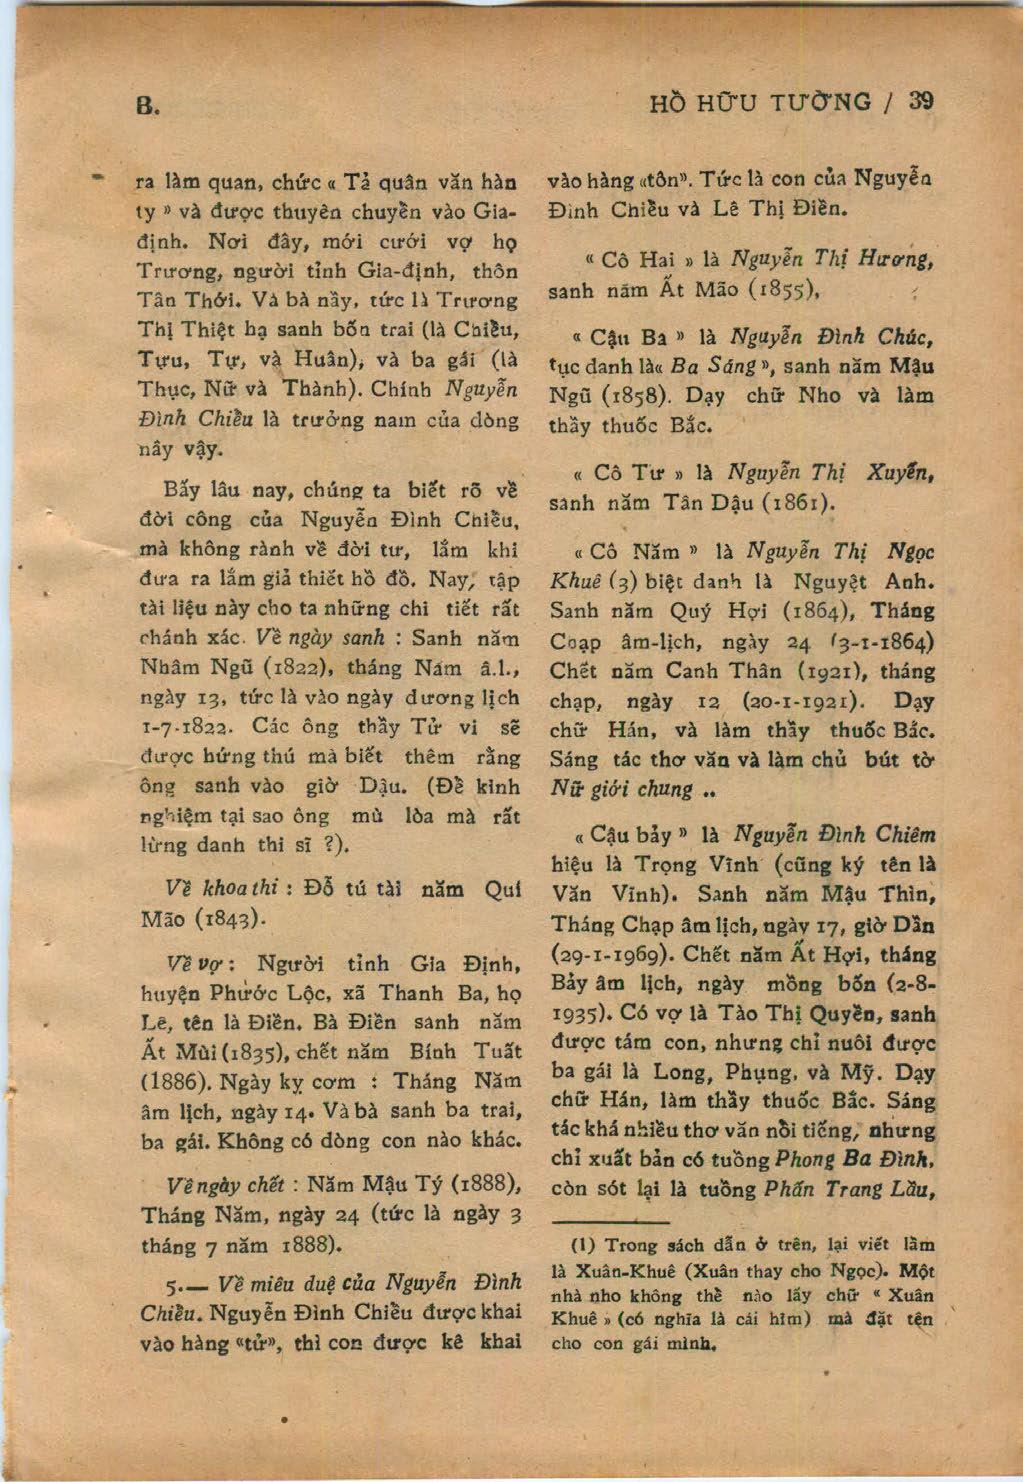 B.
HỒ HỮU TƯỜNG / 39
ra làm quan, chức « Tả quân văn hàn
ty » và được thuyên chuyển vào Gia-
định. Nơi đây, mới cưới vợ họ
Trương, người tỉnh Gia-định, thôn
Tân Thới. Và bà nầy, tức là Trương
Thị Thiệt hạ sanh bốn trai (là Chiểu,
Tựu, Tự, và Huân), và ba gái (là
Thục, Nữ và Thành). Chính Nguyễn
Đình Chiểu là trưởng nam của dòng
nầy vậy.
Bấy lâu nay, chúng ta biết rõ về
đời công của Nguyễn Đình Chiểu,
mà không rành về đời tư, lắm khi
đưa ra lắm giả thiết hồ đồ. Nay, tập
tài liệu này cho ta những chi tiết rất
chánh xác. Về ngày sanh : Sanh năm
Nhâm Ngũ (1822), tháng Năm â.l.,
ngày 13, tức là vào ngày dương lịch
1-7-1822. Các ông thầy Tử vi sẽ
được hứng thú mà biết thêm rằng
ông sanh vào giờ Dậu. (Để kinh
nghiệm tại sao ông mù lòa mà rất
lừng danh thi sĩ ?).
Về khoa thi : Đỗ tú tài năm Quí
Mão (1843).
Về vợ : Người tỉnh Gia Định,
huyện Phước Lộc, xã Thanh Ba, họ
Lê, tên là Điền. Bà Điền sanh năm
Ất Mùi (1835), chết năm Bính Tuất
(1886). Ngày kỵ cơm : Tháng Năm
âm lịch, ngày 14. Và bà sanh ba trai,
ba gái. Không có dòng con nào khác.
Về ngày chết : Năm Mậu Tý (1888),
Tháng Năm, ngày 24 (tức là ngày 3
tháng 7 năm 1888).
5.— Về miêu duệ của Nguyễn Đình
Chiểu. Nguyễn Đình Chiểu được khai
vào hàng «tử», thì con được kê khai
vào hàng «tôn». Tức là con của Nguyễn
Đình Chiểu và Lê Thị Điền.
« Cô Hai » là Nguyễn Thị Hương,
sanh năm Ất Mão (1855),
« Cậu Ba » là Nguyễn Đình Chúc,
tục danh là« Ba Sáng », sanh năm Mậu
Ngũ (1858). Dạy chữ Nho và làm
thầy thuốc Bắc.
« Cô Tư » là Nguyễn Thị Xuyến,
sanh năm Tân Dậu (1861).
« Cô Năm » là Nguyễn Thị Ngọc
Khuê (3) biệt danh là Nguyệt Anh.
Sanh năm Quý Hợi (1864), Tháng
Chạp âm-lịch, ngày 24 (3-1-1864)
Chết năm Canh Thân (1921), tháng
chạp, ngày 12 (20-1-1921). Dạy
chữ Hán, và làm thầy thuốc Bắc.
Sáng tác thơ văn và làm chủ bút tờ
Nữ giới chung ..
« Cậu bảy » là Nguyễn Đình Chiêm
hiệu là Trọng Vĩnh (cũng ký tên là
Văn Vĩnh). Sanh năm Mậu Thìn,
Tháng Chạp âm lịch, ngày 17, giờ Dần
(29-1-1969). Chết năm Ất Hợi, tháng
Bảy âm lịch, ngày mồng bốn (2-8-
1935). Có vợ là Tào Thị Quyền, sanh
được tám con, nhưng chỉ nuôi được
ba gái là Long, Phụng, và Mỹ. Dạy
chữ Hán, làm thầy thuốc Bắc. Sáng
tác khá nhiều thơ văn nổi tiếng, nhưng
chỉ xuất bản có tuồng Phong Ba Đình,
còn sót lại là tuồng Phấn Trang Lầu,
(1) Trong sách dẫn ở trên, lại viết lầm
là Xuân-Khuê (Xuân thay cho Ngọc). Một
nhà nho không thể nào lấy chữ « Xuân
Khuê » (có nghĩa là cái hĩm) mà đặt tên
cho con gái mình.